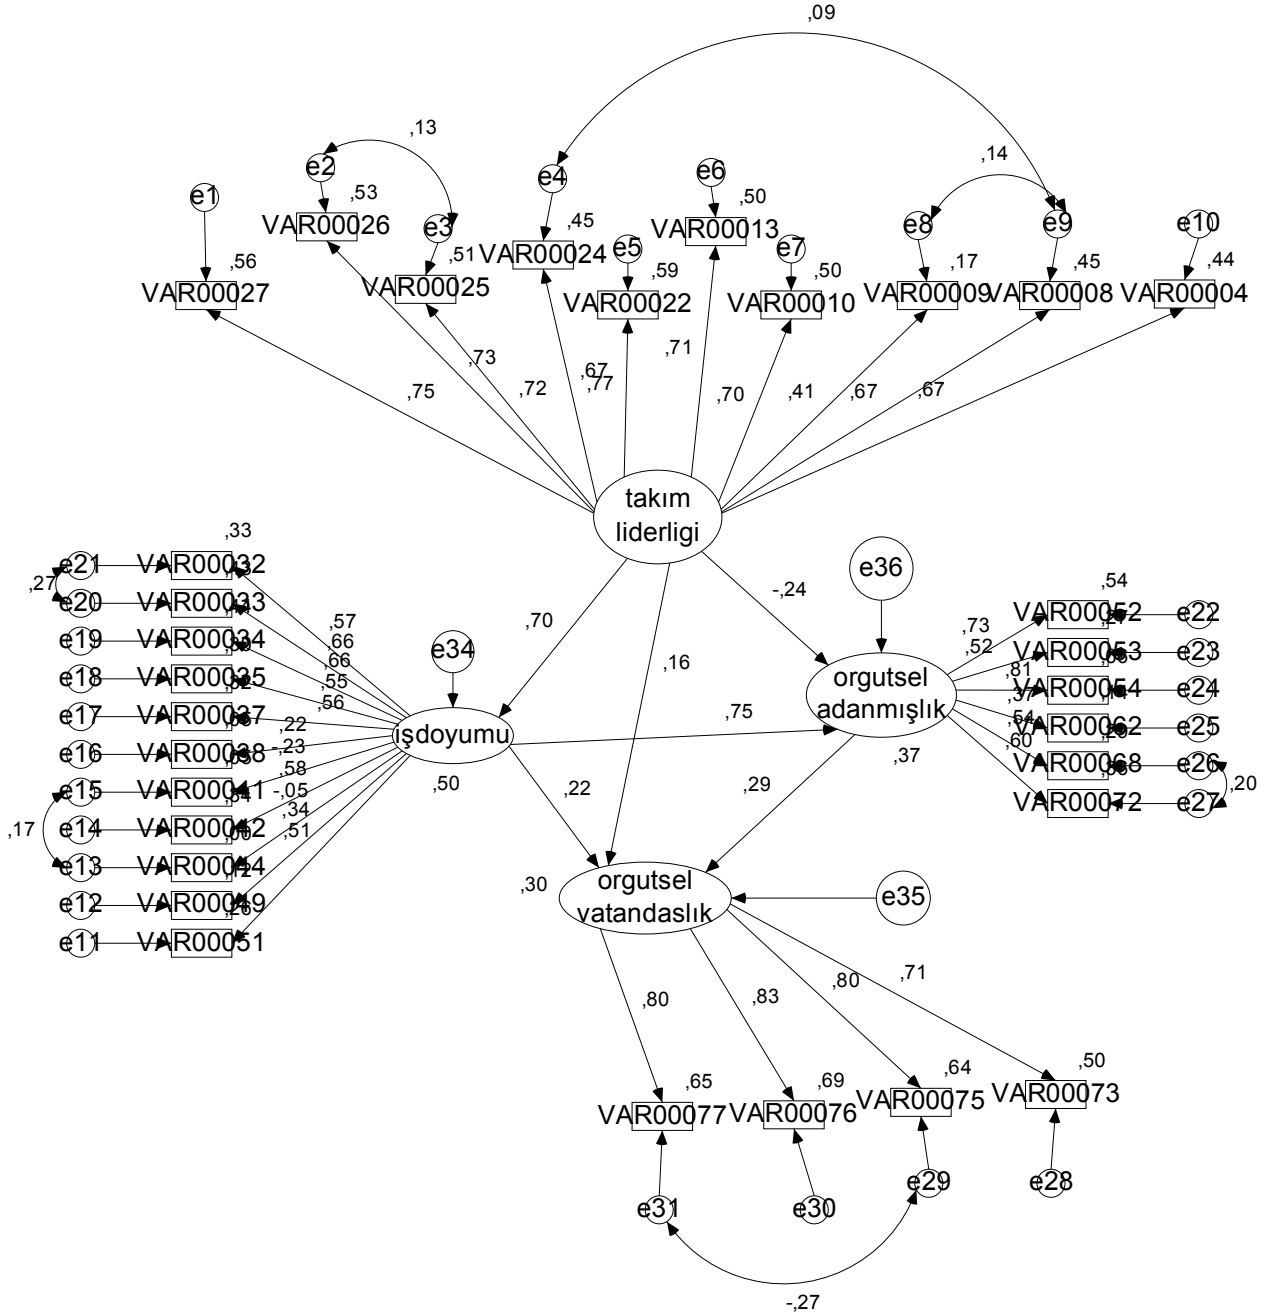 ,09
,13
e2
e4
e6
,14
e1
,53
,50
e3
e8
e9
e10
VAR00026
,45
VAR00013
,51
VAR00024
e5
e7
,56
,59
,50
,17
,45
,44
VAR00027
VAR00025
VAR00022
VAR00010
VAR00009
VAR00008
VAR00004
,71
,73
,67
,77
,75
,72
,70
,41
,67
,67
takım
liderligi
,33
e21
VAR00032
e36
,27
,54
e20
VAR00033
-,24
VAR00052
e22
,57
,70
,73
e19
VAR00034
,66
,52
VAR00053
e23
e34
,66
,16
,81
e18
VAR00035
,55
orgutsel
adanmışlık
,37
VAR00054
e24
,56
e17
VAR00037
,22
,75
,54
VAR00062
e25
işdoyumu
-,23
,60
e16
VAR00038
,58
,37
VAR00068
e26
,50
,22
,29
,20
e15
VAR00041
-,05
VAR00072
e27
,34
,17
e14
VAR00042
,51
e13
VAR00044
,30
orgutsel
vatandaslık
e35
e12
VAR00049
,26
e11
VAR00051
,71
,80
,80
,83
,50
,64
,65
,69
VAR00073
VAR00075
VAR00077
VAR00076
e29
e28
e31
e30
-,27